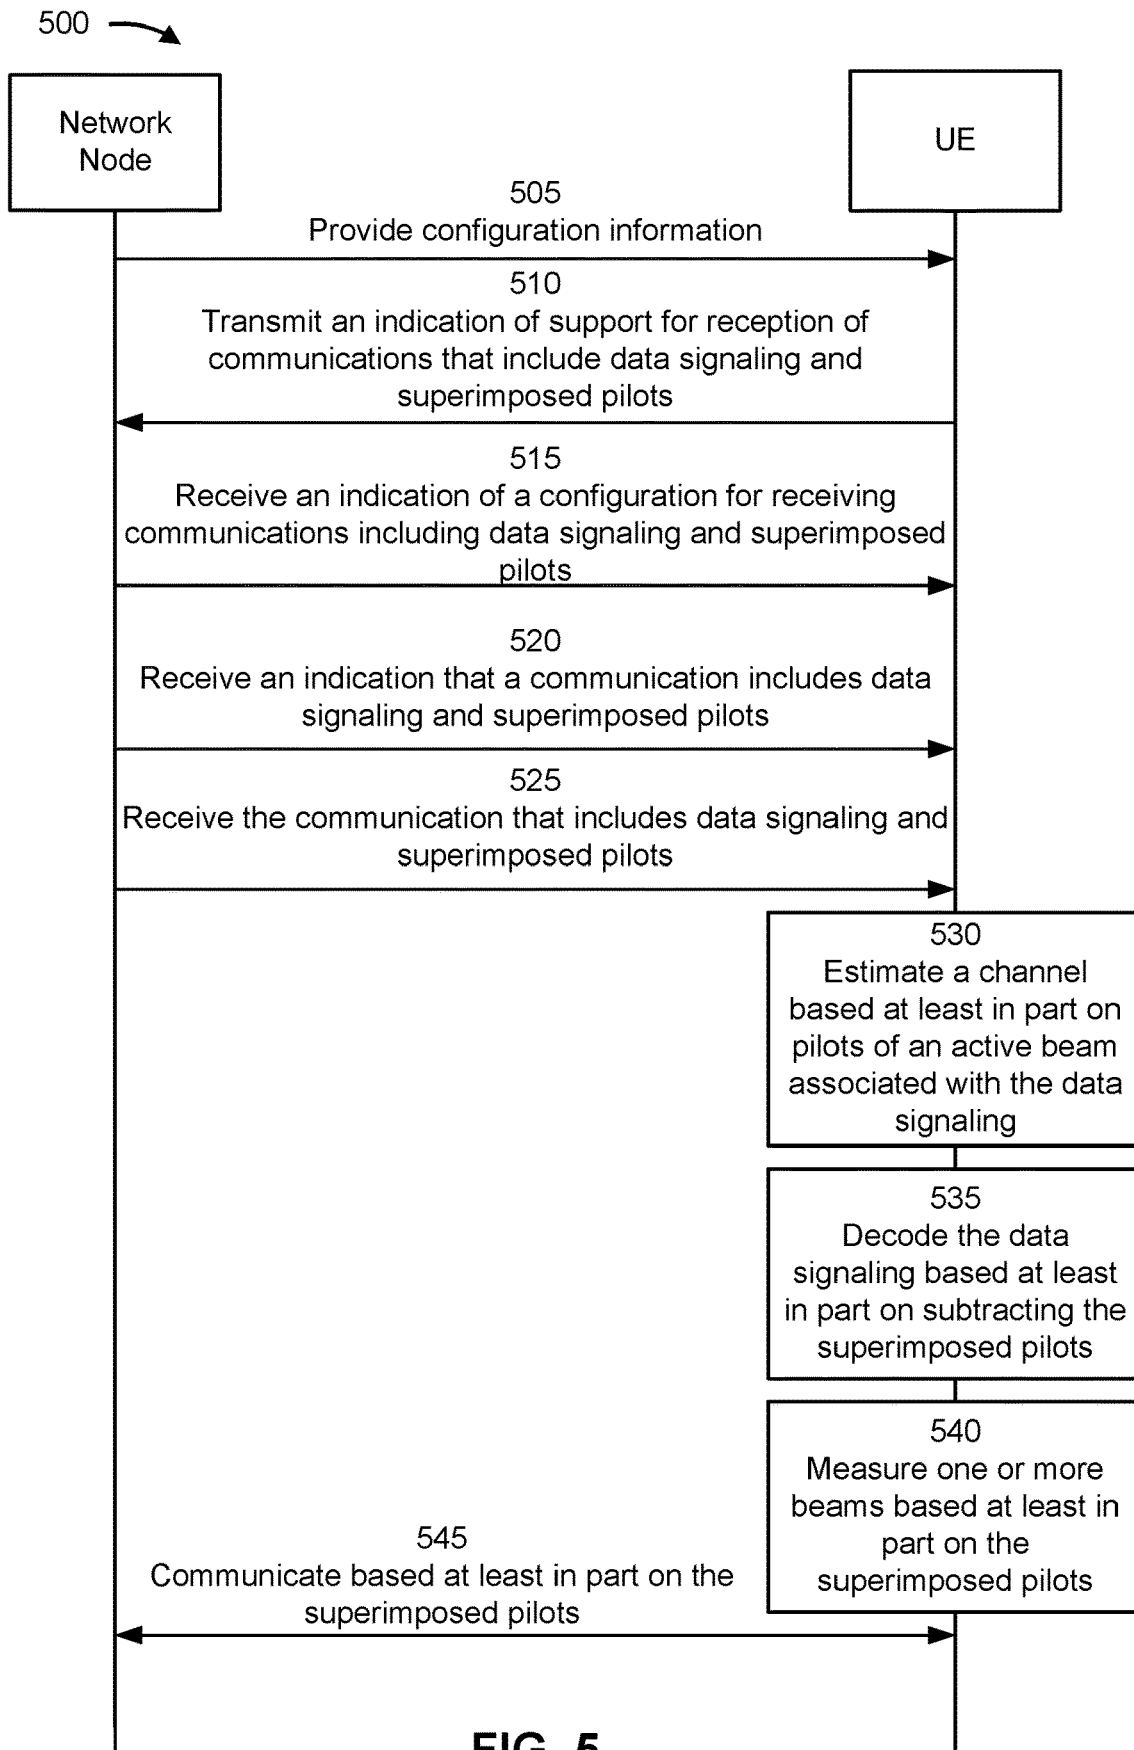 500
Network
Node
UE
505
Provide configuration information
510
Transmit an indication of support for reception of
communications that include data signaling and
superimposed pilots
515
Receive an indication of a configuration for receiving
communications including data signaling and superimposed
pilots
520
Receive an indication that a communication includes data
signaling and superimposed pilots
525
Receive the communication that includes data signaling and
superimposed pilots
530
Estimate a channel
based at least in part on
pilots of an active beam
associated with the data
signaling
535
Decode the data
signaling based at least
in part on subtracting the
superimposed pilots
540
Measure one or more
beams based at least in
part on the
superimposed pilots
545
Communicate based at least in part on the
superimposed pilots
FIG. 5